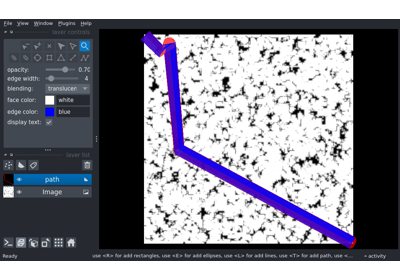 File View Window Plugins Help
layer controls
opacity: 0.70
edge width: 4
blending: translucen
face color: white
edge color: blue
display text:
layer list
path
Image
Ready use <R> for add rectangles, use <E> for add ellipses, use <L> for add lines, use <T> for add path, use <... activity